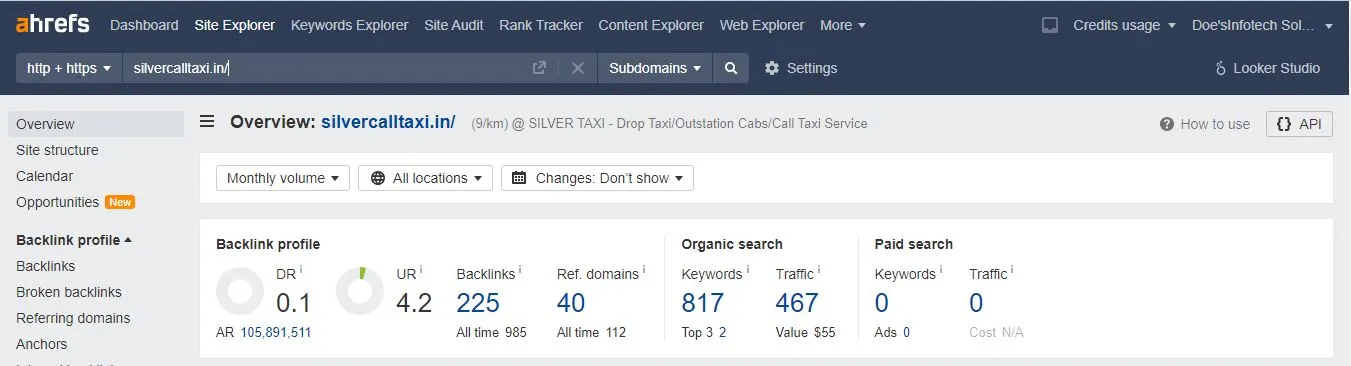 ahrefs Dashboard Site Explorer Keywords Explorer Site Audit Rank Tracker Content Explorer Web Explorer More Credits usage Doe'sInfotech Sol...
http + https silvercalltaxi.in/ Subdomains Settings Looker Studio
Overview
Site structure
Calendar
Opportunities New
Backlink profile
Backlinks
Broken backlinks
Referring domains
Anchors
Overview: silvercalltaxi.in/ (9/km) @ SILVER TAXI - Drop Taxi/Outstation Cabs/Call Taxi Service How to use {} API
Monthly volume All locations Changes: Don't show
Backlink profile Organic search Paid search
DR i UR i Backlinks i Ref. domains i Keywords i Traffic i Keywords i Traffic i
0.1 4.2 225 40 817 467 0 0
AR 105,891,511 All time 985 All time 112 Top 3 2 Value $55 Ads 0 Cost N/A